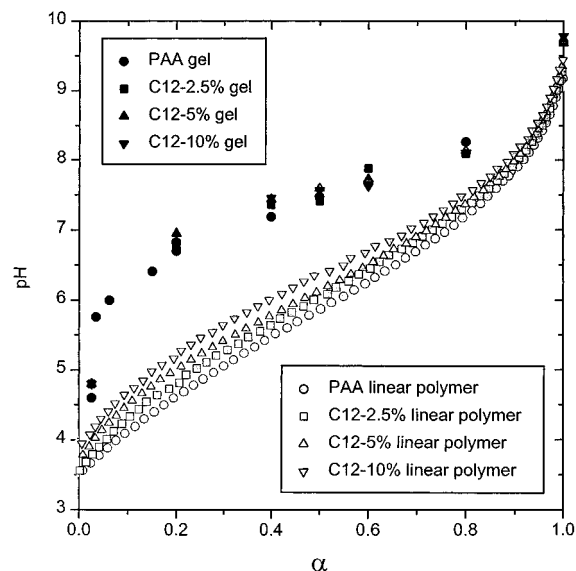 10
9
8
7
6
5
4
3
pH
PAA gel
C12-2.5% gel
C12-5% gel
C12-10% gel
PAA linear polymer
C12-2.5% linear polymer
C12-5% linear polymer
C12-10% linear polymer
0.0 0.2 0.4 0.6 0.8 1.0
α